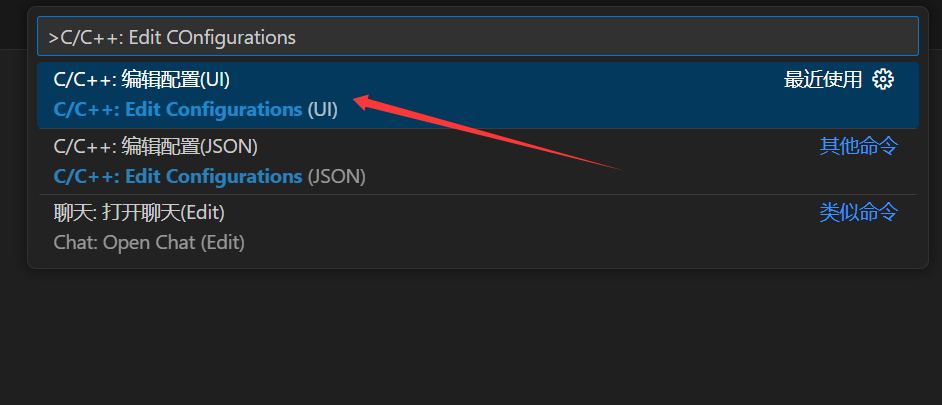 >C/C++: Edit COnfigurations
C/C++: 编辑配置(UI) 最近使用
C/C++: Edit Configurations (UI)
C/C++: 编辑配置(JSON) 其他命令
C/C++: Edit Configurations (JSON)
聊天: 打开聊天(Edit) 类似命令
Chat: Open Chat (Edit)